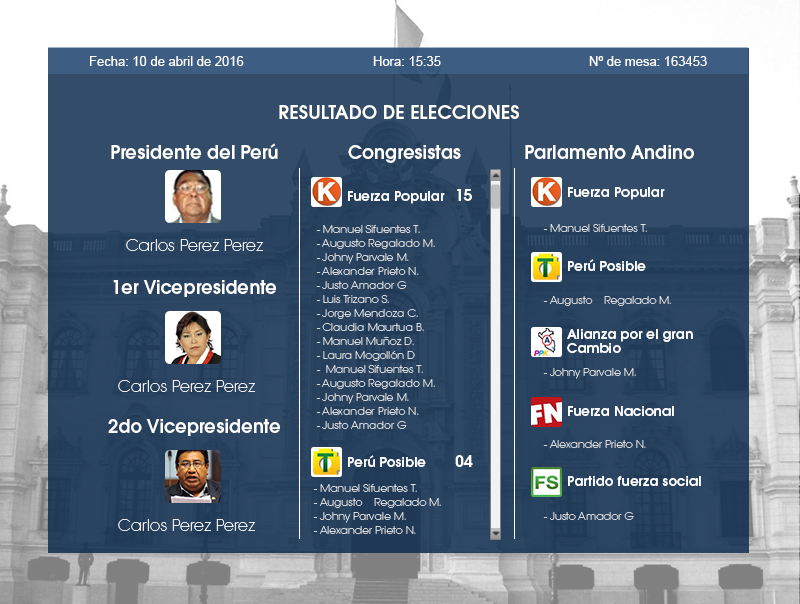 Fecha: 10 de abril de 2016
Hora: 15:35
Nº de mesa: 163453
RESULTADO DE ELECCIONES
Presidente del Perú
Carlos Perez Perez
1er Vicepresidente
Carlos Perez Perez
2do Vicepresidente
Carlos Perez Perez
Congresistas
K
Fuerza Popular 15
- Manuel Sifuentes T.
- Augusto Regalado M.
- Johny Parvale M.
- Alexander Prieto N.
- Justo Amador G
- Luis Trizano S.
- Jorge Mendoza C.
- Claudia Maurtua B.
- Manuel Muñoz D.
- Laura Mogollón D
- Manuel Sifuentes T.
- Augusto Regalado M.
- Johny Parvale M.
- Alexander Prieto N.
- Justo Amador G
T
Perú Posible 04
- Manuel Sifuentes T.
- Augusto Regalado M.
- Johny Parvale M.
- Alexander Prieto N.
Parlamento Andino
K
Fuerza Popular
- Manuel Sifuentes T.
T
Perú Posible
- Augusto Regalado M.
PPK
Alianza por el gran
Cambio
- Johny Parvale M.
FN
Fuerza Nacional
- Alexander Prieto N.
FS
Partido fuerza social
- Justo Amador G